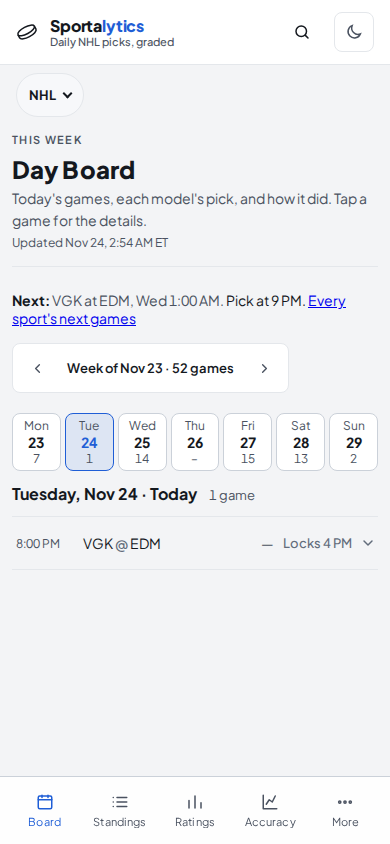 Sportalytics
Daily NHL picks, graded
NHL
THIS WEEK
Day Board
Today's games, each model's pick, and how it did. Tap a
game for the details.
Updated Nov 24, 2:54 AM ET
Next: VGK at EDM, Wed 1:00 AM. Pick at 9 PM. Every
sport's next games
Week of Nov 23 · 52 games
Mon Tue Wed Thu Fri Sat Sun
23 24 25 26 27 28 29
7 1 14 – 15 13 2
Tuesday, Nov 24 · Today 1 game
8:00 PM VGK @ EDM — Locks 4 PM
Board Standings Ratings Accuracy More